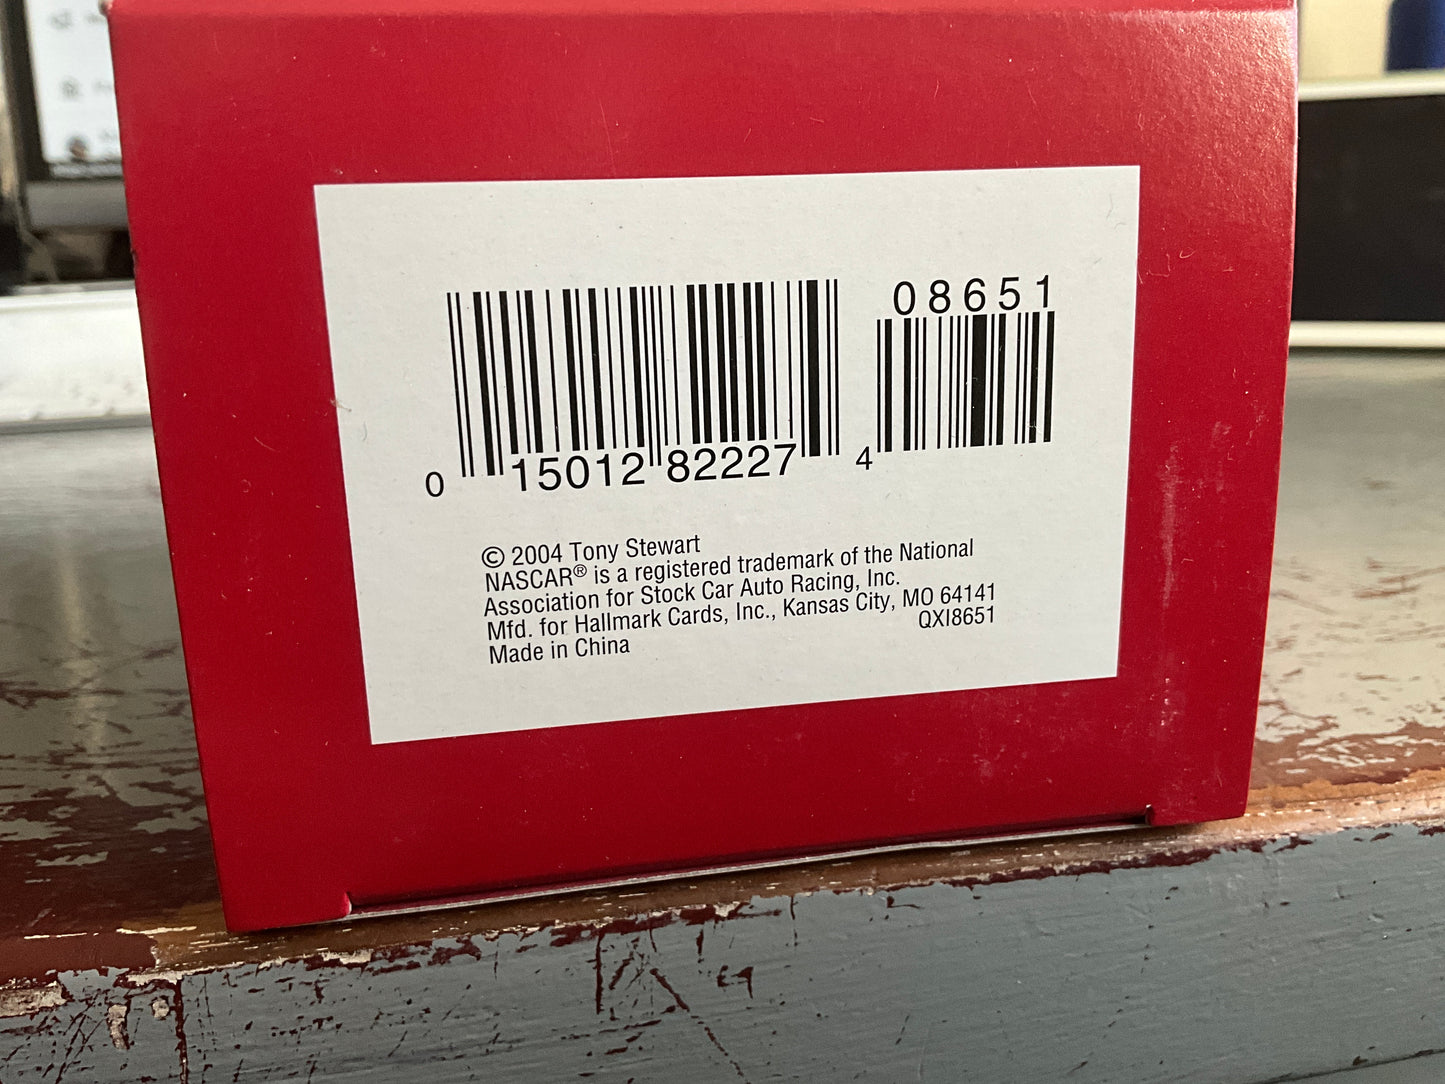 08651
0 15012 82227 4
© 2004 Tony Stewart
NASCAR® is a registered trademark of the National
Association for Stock Car Auto Racing, Inc.
Mfd. for Hallmark Cards, Inc., Kansas City, MO 64141
QXI8651
Made in China